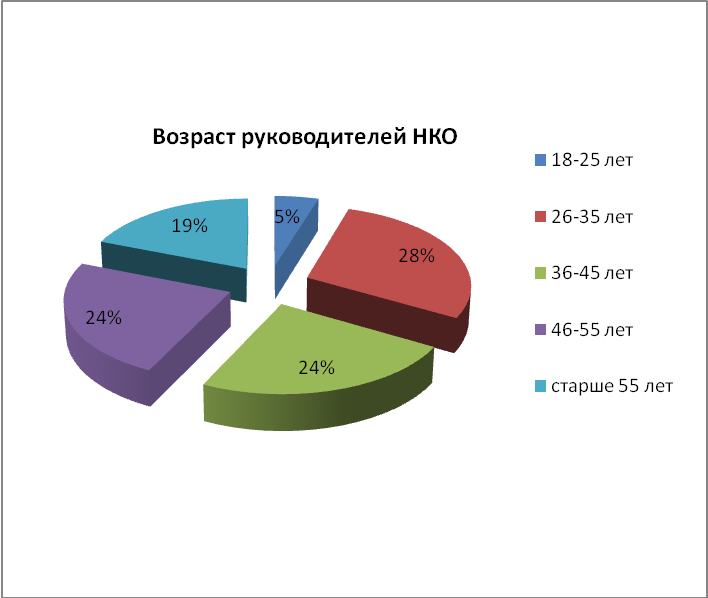 Возраст руководителей НКО
5%
28%
24%
24%
19%
18-25 лет
26-35 лет
36-45 лет
46-55 лет
старше 55 лет